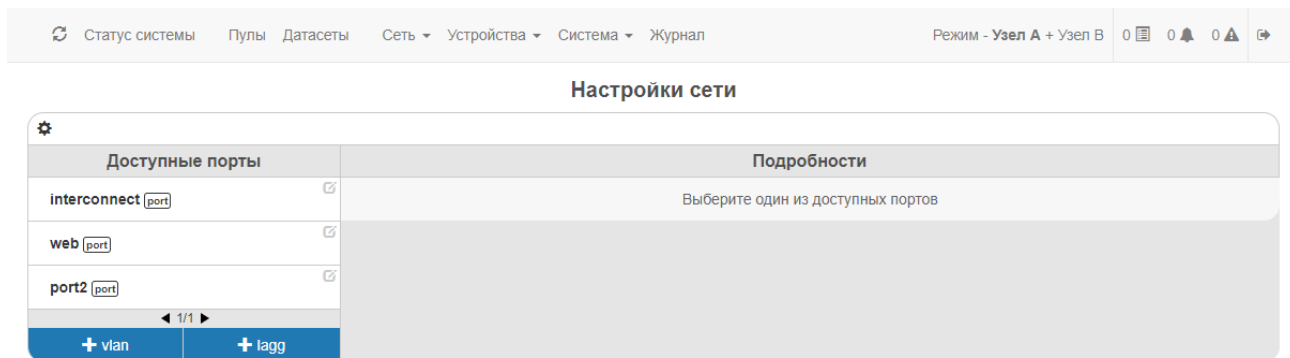 Статус системы Пулы Датасеты Сеть Устройства Система Журнал Режим - Узел A + Узел B 0 0 0
Настройки сети
Доступные порты Подробности
interconnect port Выберите один из доступных портов
web port
port2 port
1/1
+ vlan + lagg